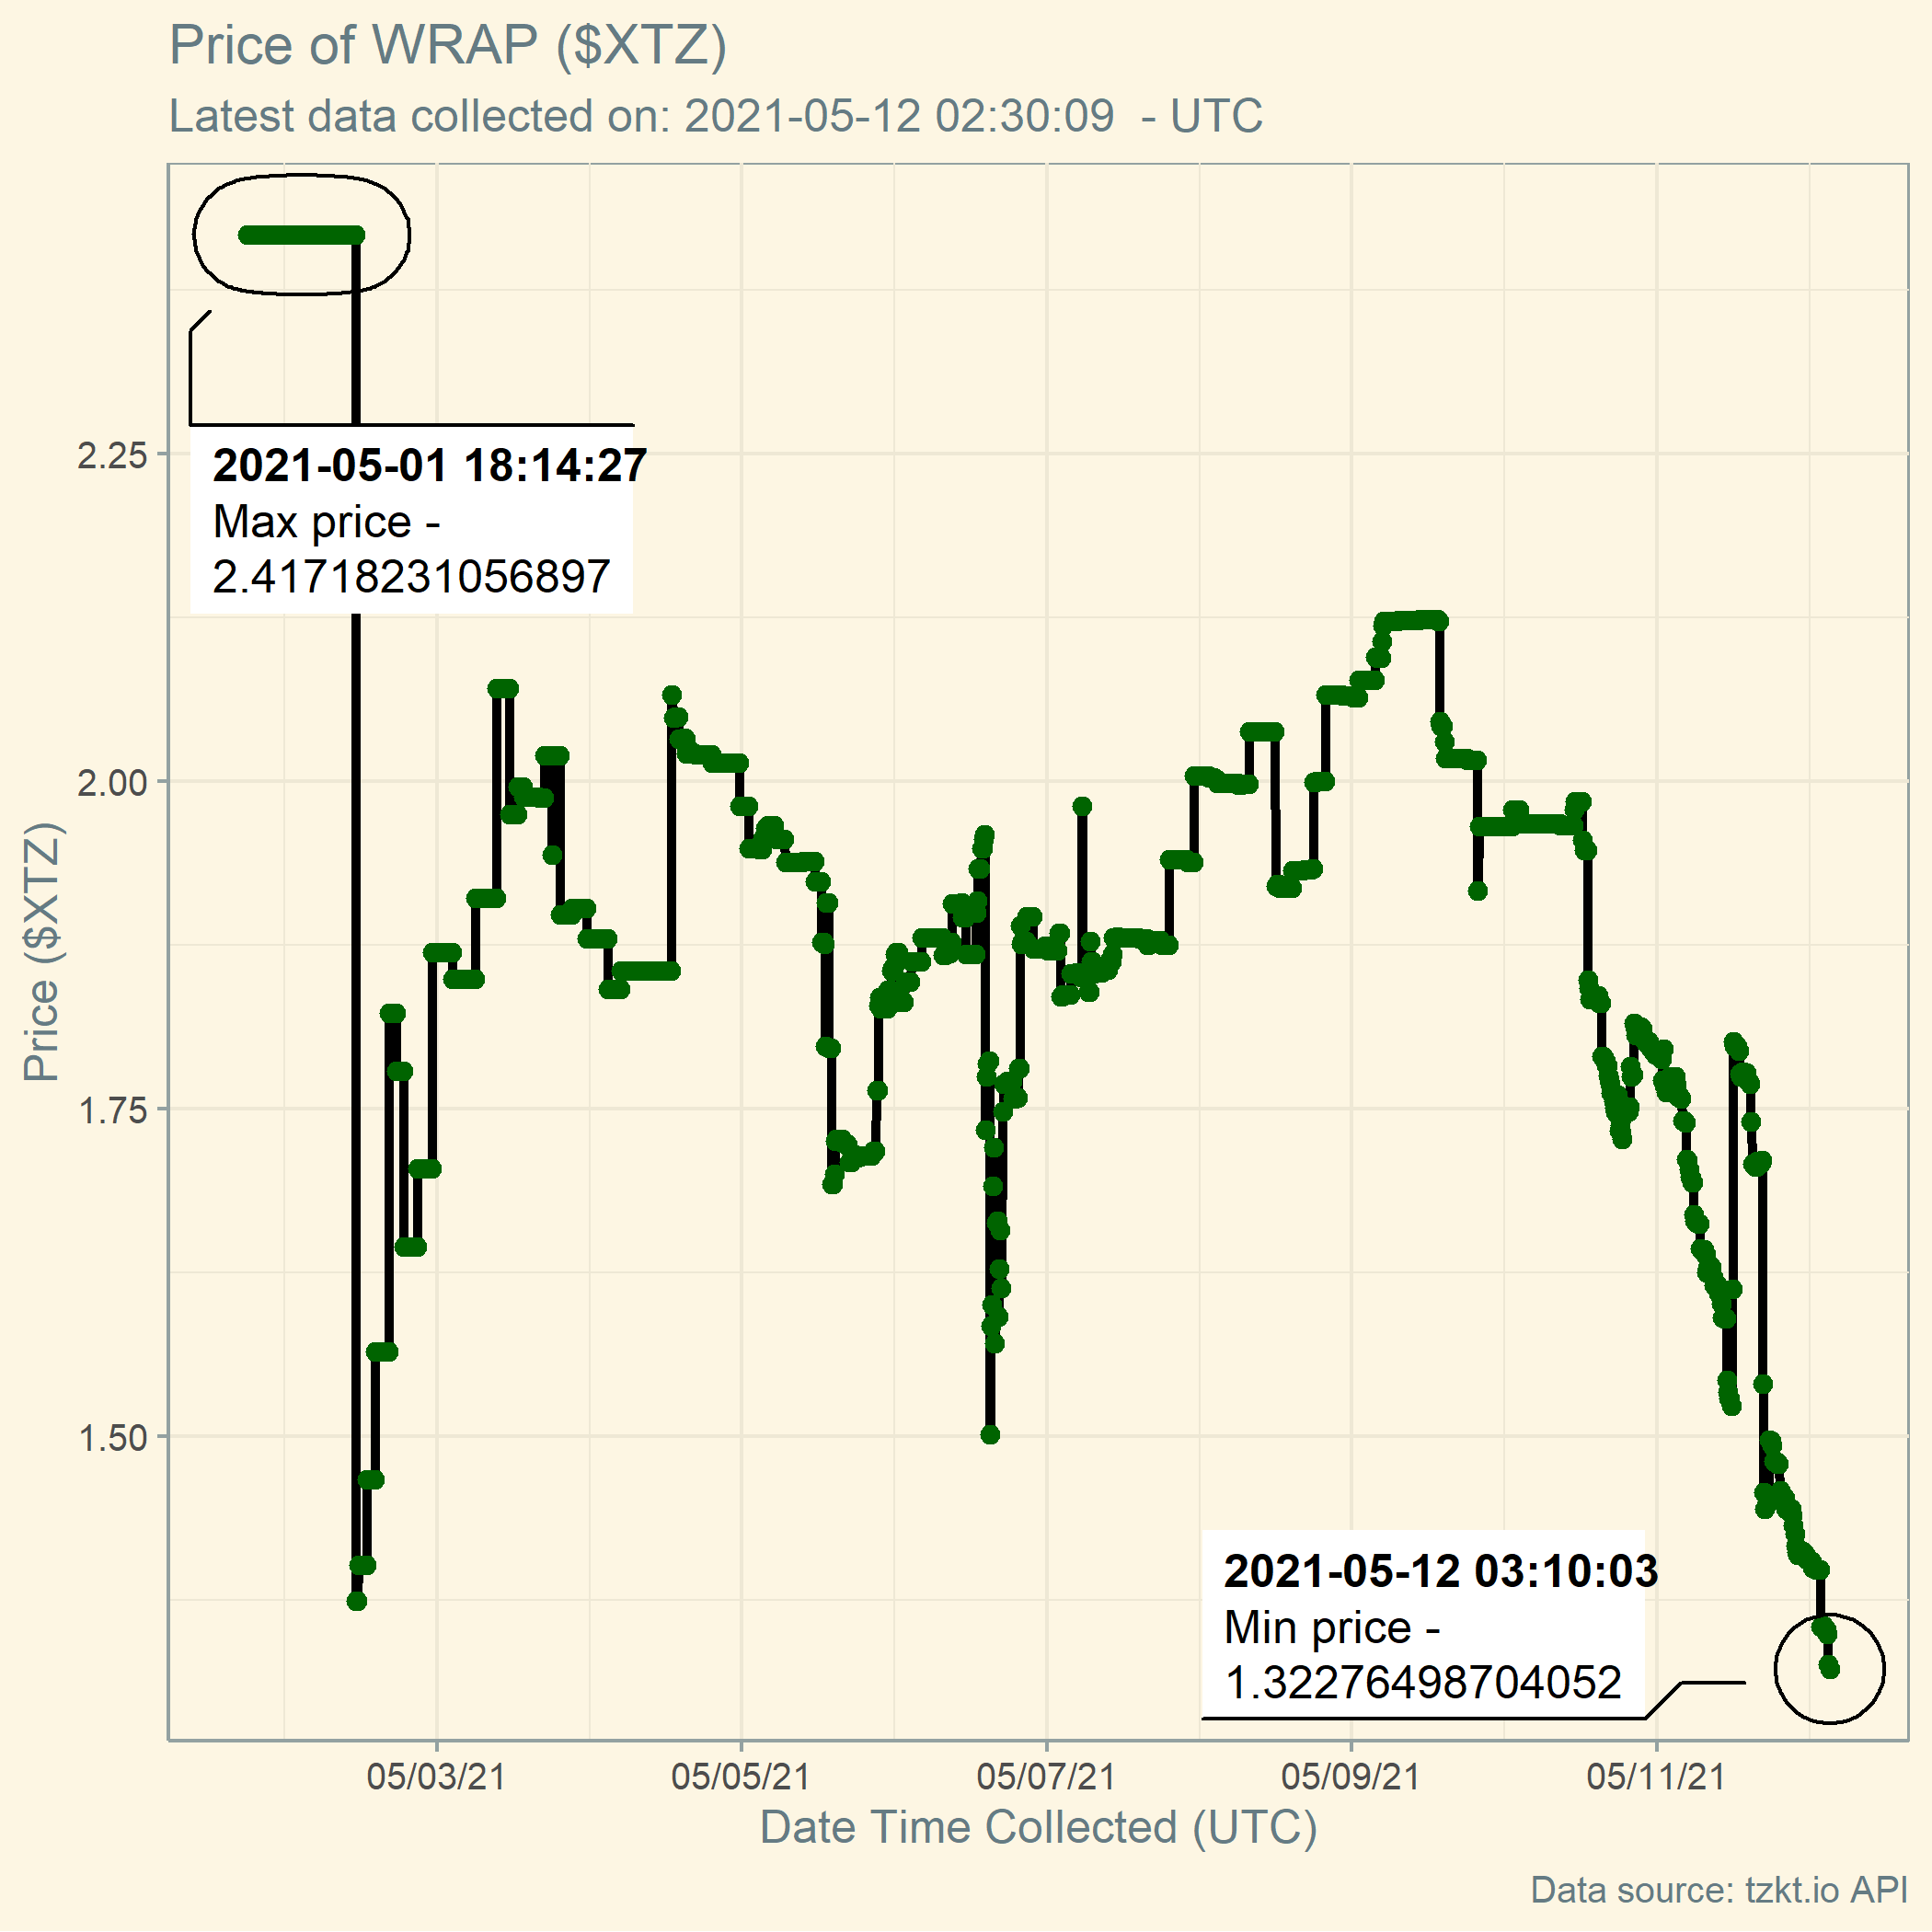 Price of WRAP ($XTZ)
Latest data collected on: 2021-05-12 02:30:09  - UTC
2021-05-01 18:14:27
Max price -
2.41718231056897
2.25
2.00
1.75
1.50
Price ($XTZ)
2021-05-12 03:10:03
Min price -
1.32276498704052
05/03/21
05/05/21
05/07/21
05/09/21
05/11/21
Date Time Collected (UTC)
Data source: tzkt.io API